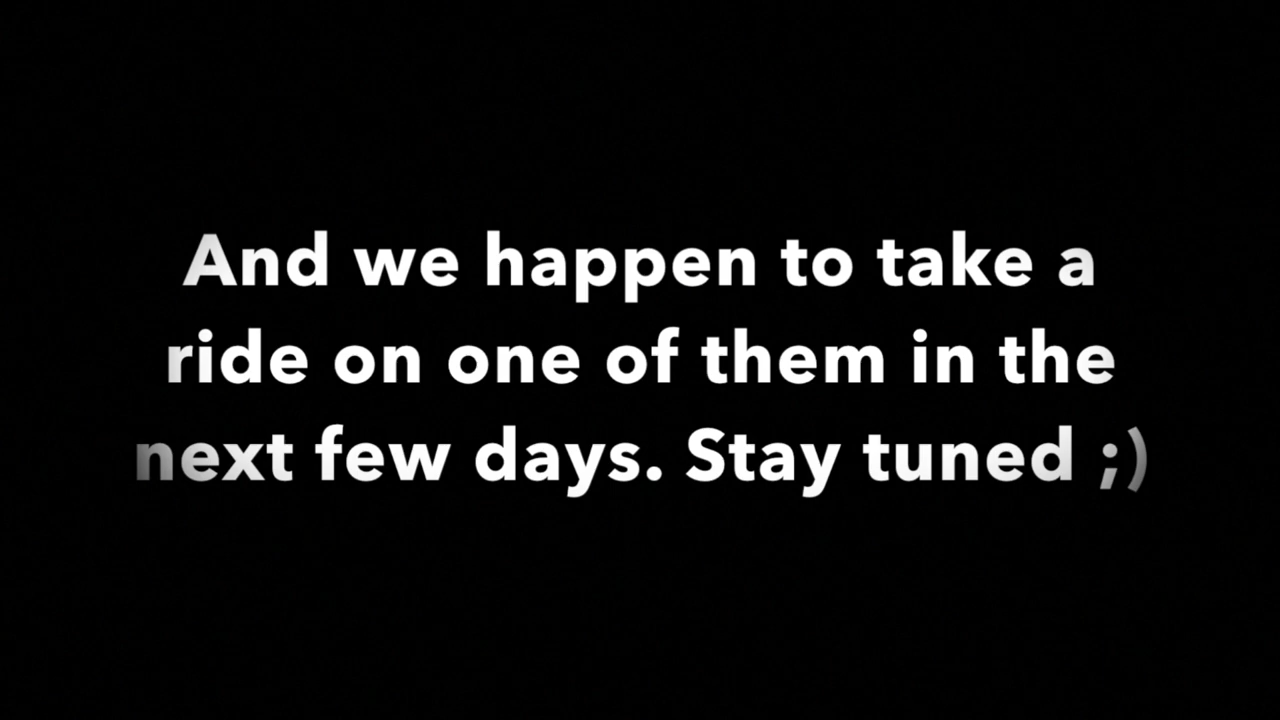 And we happen to take a
ride on one of them in the
next few days. Stay tuned ;)